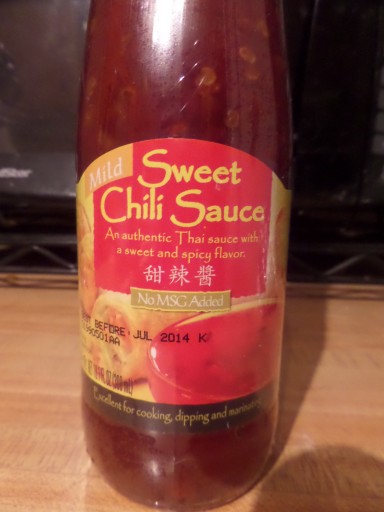 Mild
Sweet
Chili Sauce
An authentic Thai sauce with
a sweet and spicy flavor.
甜辣醬
No MSG Added
BEFORE: JUL 2014 K
Excellent for cooking, dipping and marinating